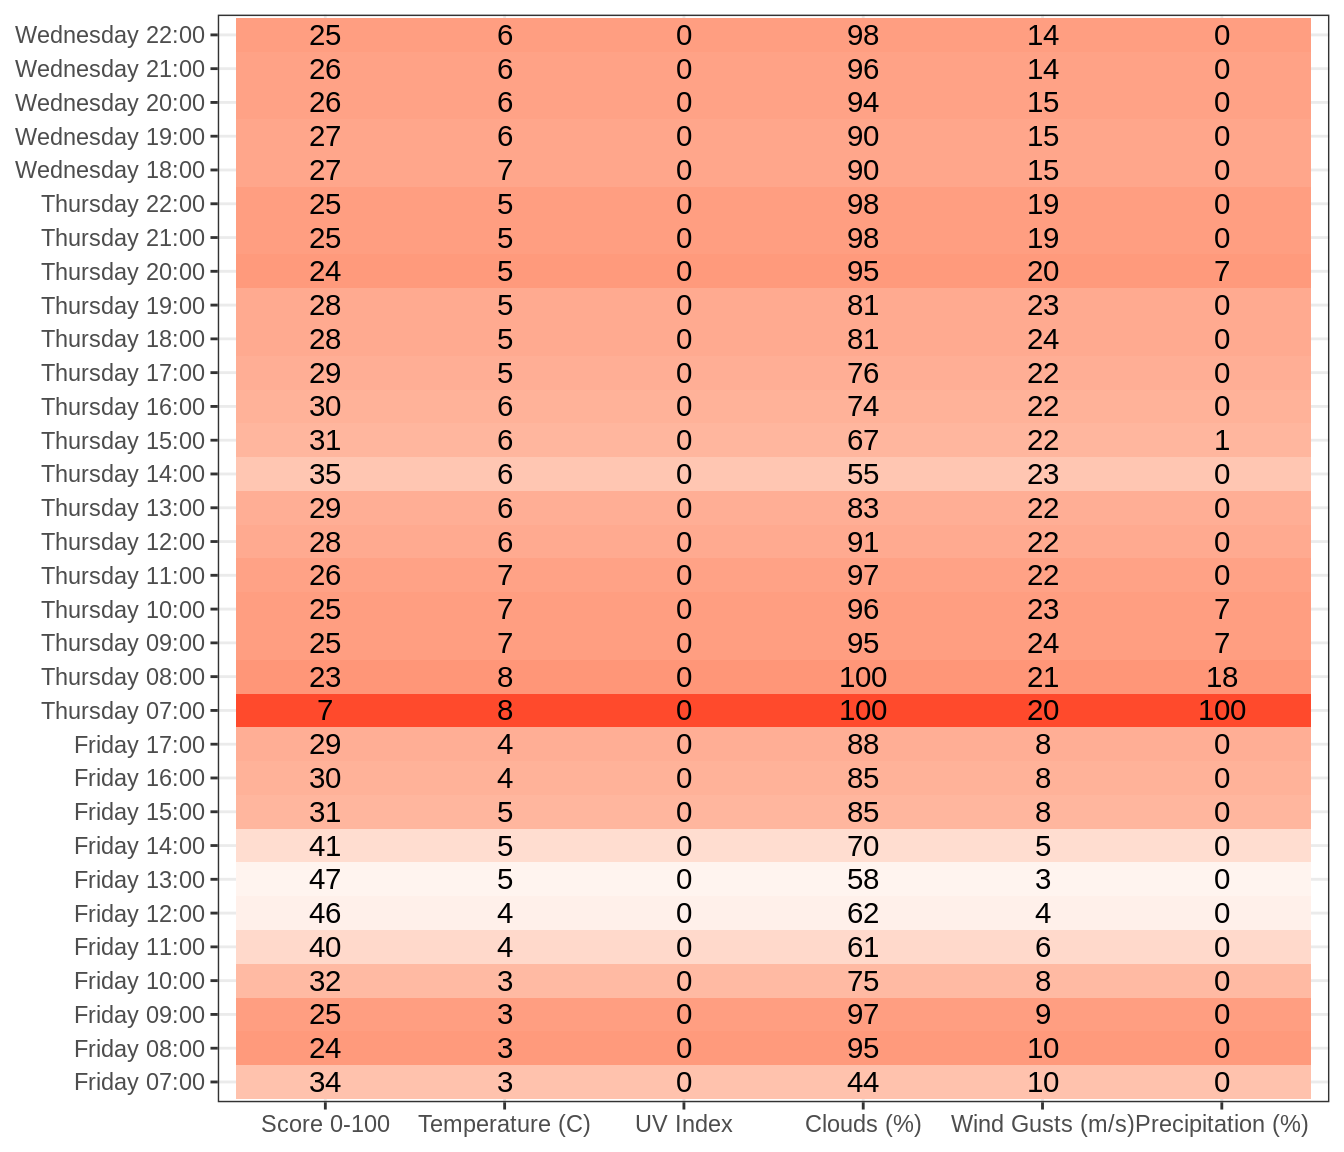 Wednesday 22:00 25 6 0 98 14 0
Wednesday 21:00 26 6 0 96 14 0
Wednesday 20:00 26 6 0 94 15 0
Wednesday 19:00 27 6 0 90 15 0
Wednesday 18:00 27 7 0 90 15 0
Thursday 22:00 25 5 0 98 19 0
Thursday 21:00 25 5 0 98 19 0
Thursday 20:00 24 5 0 95 20 7
Thursday 19:00 28 5 0 81 23 0
Thursday 18:00 28 5 0 81 24 0
Thursday 17:00 29 5 0 76 22 0
Thursday 16:00 30 6 0 74 22 0
Thursday 15:00 31 6 0 67 22 1
Thursday 14:00 35 6 0 55 23 0
Thursday 13:00 29 6 0 83 22 0
Thursday 12:00 28 6 0 91 22 0
Thursday 11:00 26 7 0 97 22 0
Thursday 10:00 25 7 0 96 23 7
Thursday 09:00 25 7 0 95 24 7
Thursday 08:00 23 8 0 100 21 18
Thursday 07:00 7 8 0 100 20 100
Friday 17:00 29 4 0 88 8 0
Friday 16:00 30 4 0 85 8 0
Friday 15:00 31 5 0 85 8 0
Friday 14:00 41 5 0 70 5 0
Friday 13:00 47 5 0 58 3 0
Friday 12:00 46 4 0 62 4 0
Friday 11:00 40 4 0 61 6 0
Friday 10:00 32 3 0 75 8 0
Friday 09:00 25 3 0 97 9 0
Friday 08:00 24 3 0 95 10 0
Friday 07:00 34 3 0 44 10 0
Score 0-100 Temperature (C) UV Index Clouds (%) Wind Gusts (m/s) Precipitation (%)